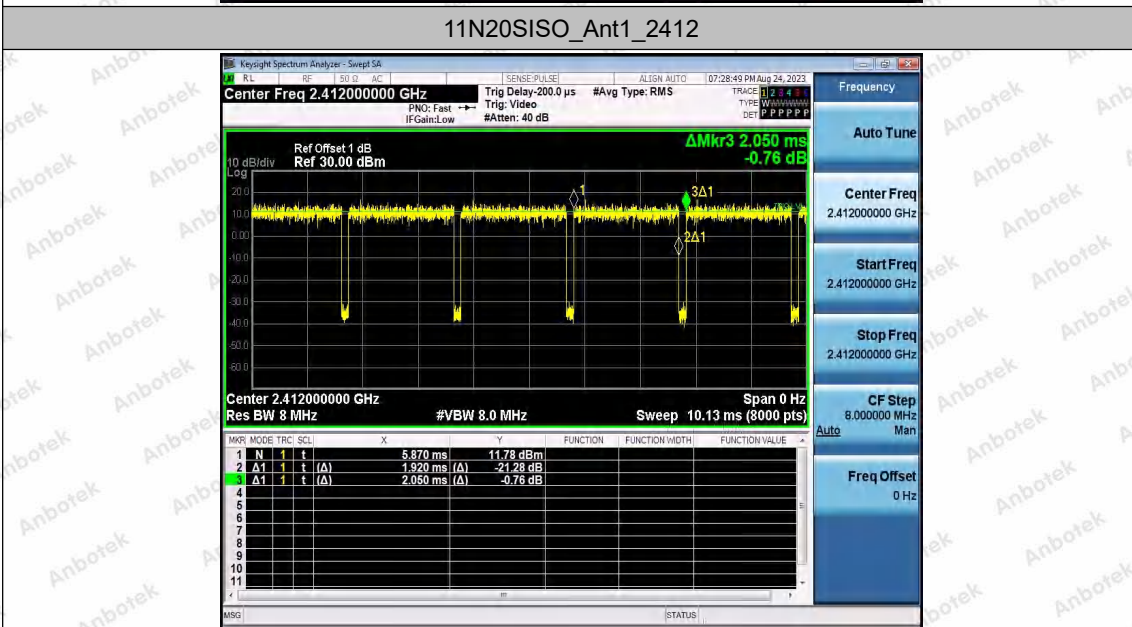 11N20SISO_Ant1_2412
Keysight Spectrum Analyzer - Swept SA
RL RF 50 Ω AC SENSE:PULSE ALIGN AUTO 07:28:49 PM Aug 24, 2023
Center Freq 2.412000000 GHz
PNO: Fast
IFGain:Low
Trig Delay-200.0 µs
Trig: Video
#Atten: 40 dB
#Avg Type: RMS
TRACE 1 2 3 4 5 6
TYPE W
DET P P P P P P
Frequency
Auto Tune
Center Freq
2.412000000 GHz
Start Freq
2.412000000 GHz
Stop Freq
2.412000000 GHz
CF Step
8.000000 MHz
Auto Man
Freq Offset
0 Hz
ΔMkr3 2.050 ms
-0.76 dB
Ref Offset 1 dB
10 dB/div Ref 30.00 dBm
Log
20.0
10.0
0.00
-10.0
-20.0
-30.0
-40.0
-50.0
-60.0
1
3Δ1
2Δ1
Center 2.412000000 GHz Span 0 Hz
Res BW 8 MHz #VBW 8.0 MHz Sweep 10.13 ms (8000 pts)
MKR MODE TRC SCL X Y FUNCTION FUNCTION WIDTH FUNCTION VALUE
1 N 1 t 5.870 ms 11.78 dBm
2 Δ1 1 t (Δ) 1.920 ms (Δ) -21.28 dB
3 Δ1 1 t (Δ) 2.050 ms (Δ) -0.76 dB
4
5
6
7
8
9
10
11
MSG STATUS
Anbotek